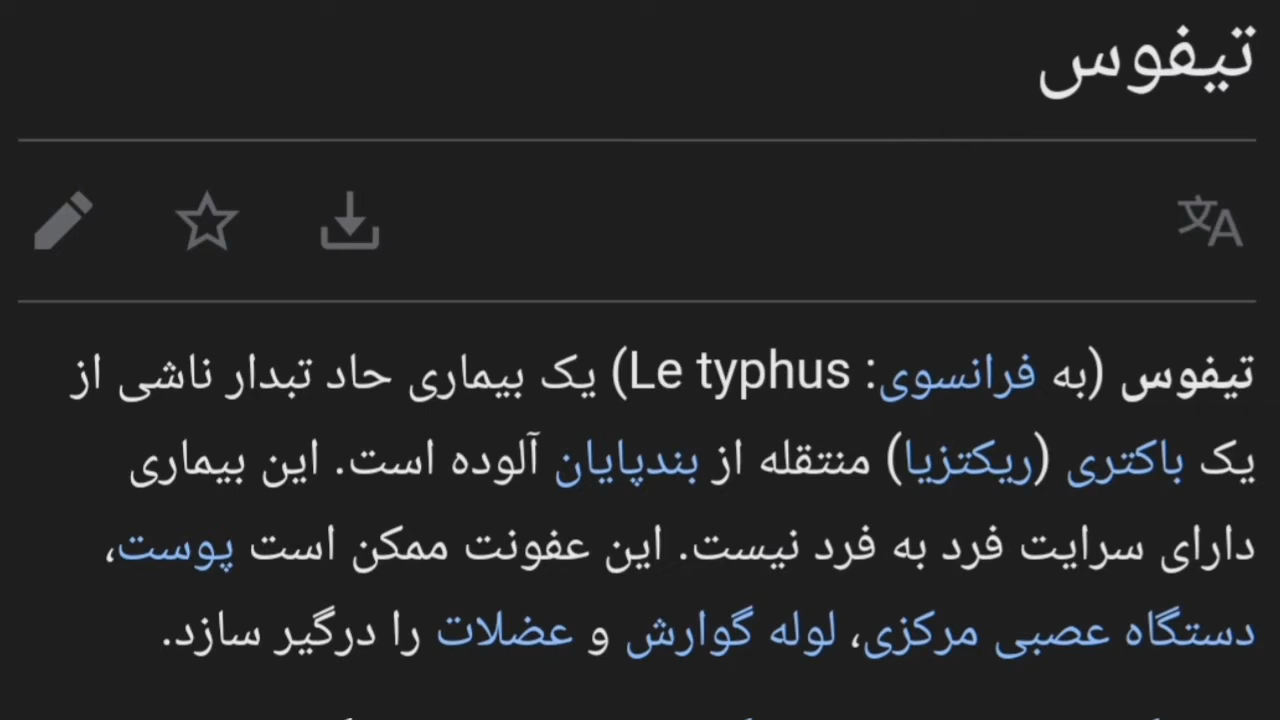 تیفوس
تیفوس (به فرانسوی: Le typhus) یک بیماری حاد تبدار ناشی از
یک باکتری (ریکتزیا) منتقله از بندپایان آلوده است. این بیماری
دارای سرایت فرد به فرد نیست. این عفونت ممکن است پوست،
دستگاه عصبی مرکزی، لوله گوارش و عضلات را درگیر سازد.